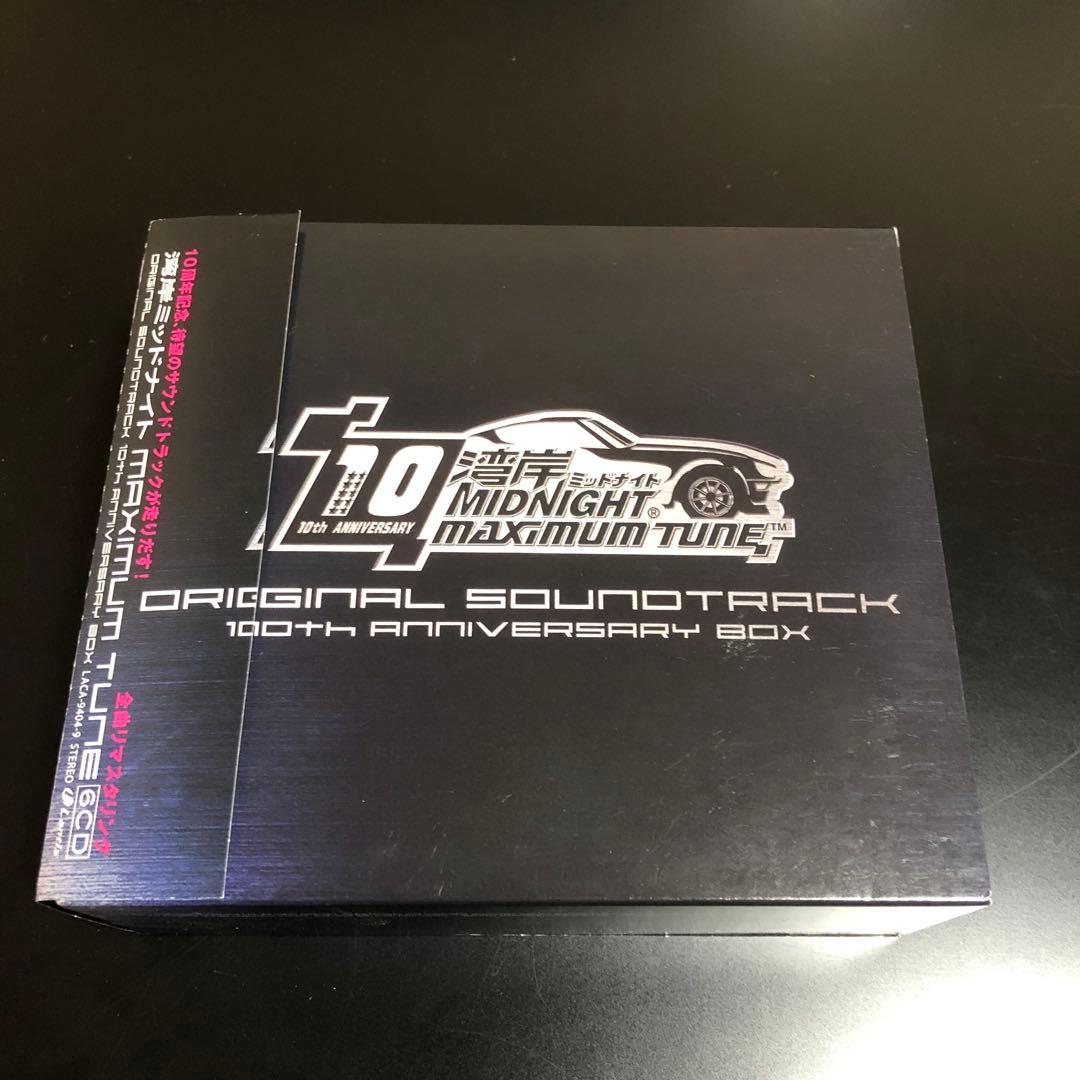 10周年記念、待望のサウンドトラックが走りだす!
湾岸ミッドナイト MAXIMUM TUNE
ORIGINAL SOUNDTRACK 10TH ANNIVERSARY BOX LACA-9404-9 STEREO Lantis
6CD
全曲リマスタリング
10
10th ANNIVERSARY
湾岸 ミッドナイト
MIDNIGHT®
MAXIMUM TUNE™
ORIGGINAL SOUNDTRACK
100th ANNIVERSARY BOX